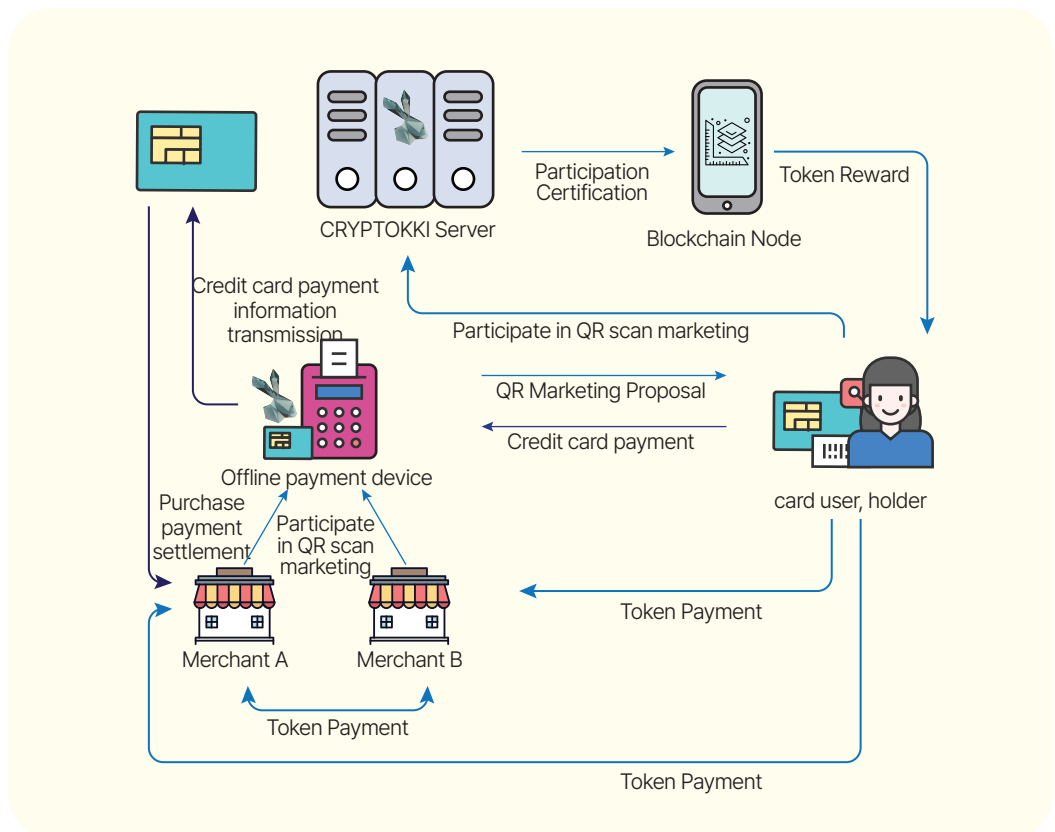 CRYPTOKKI Server
Participation
Certification
Blockchain Node
Token Reward
Credit card payment
information
transmission
Participate in QR scan marketing
QR Marketing Proposal
Credit card payment
Offline payment device
card user, holder
Purchase
payment
settlement
Participate
in QR scan
marketing
Token Payment
Merchant A
Merchant B
Token Payment
Token Payment